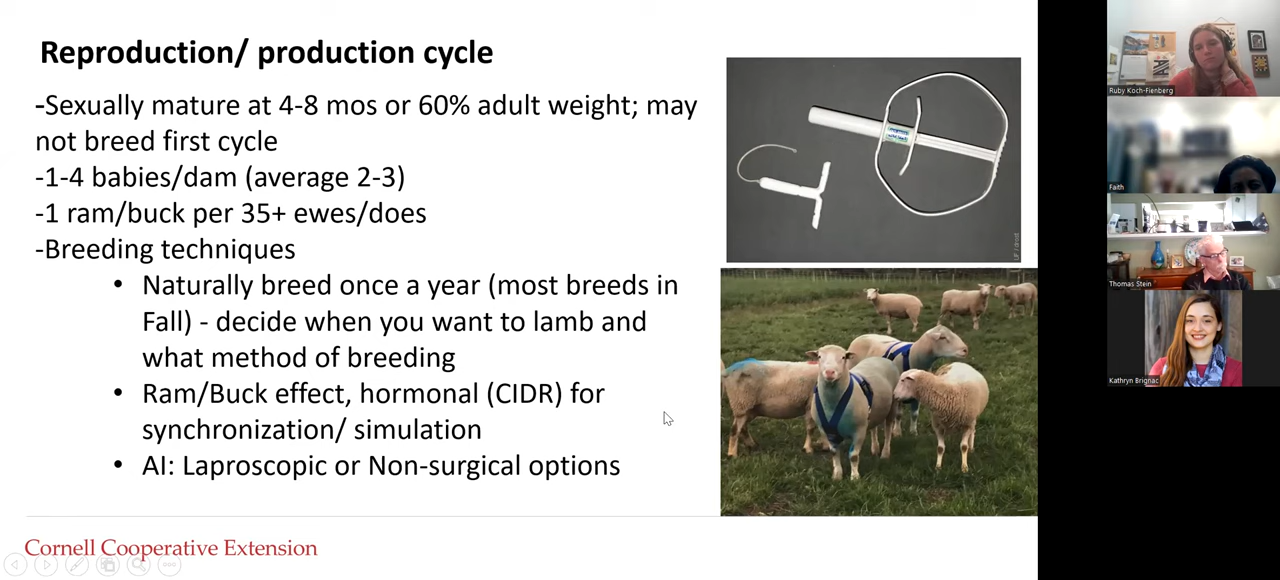 Reproduction/ production cycle
-Sexually mature at 4-8 mos or 60% adult weight; may
not breed first cycle
-1-4 babies/dam (average 2-3)
-1 ram/buck per 35+ ewes/does
-Breeding techniques
• Naturally breed once a year (most breeds in
Fall) - decide when you want to lamb and
what method of breeding
• Ram/Buck effect, hormonal (CIDR) for
synchronization/ simulation
• AI: Laproscopic or Non-surgical options
Cornell Cooperative Extension
Ruby Koch-Fienberg
Faith
Thomas Stein
Kathryn Brignac